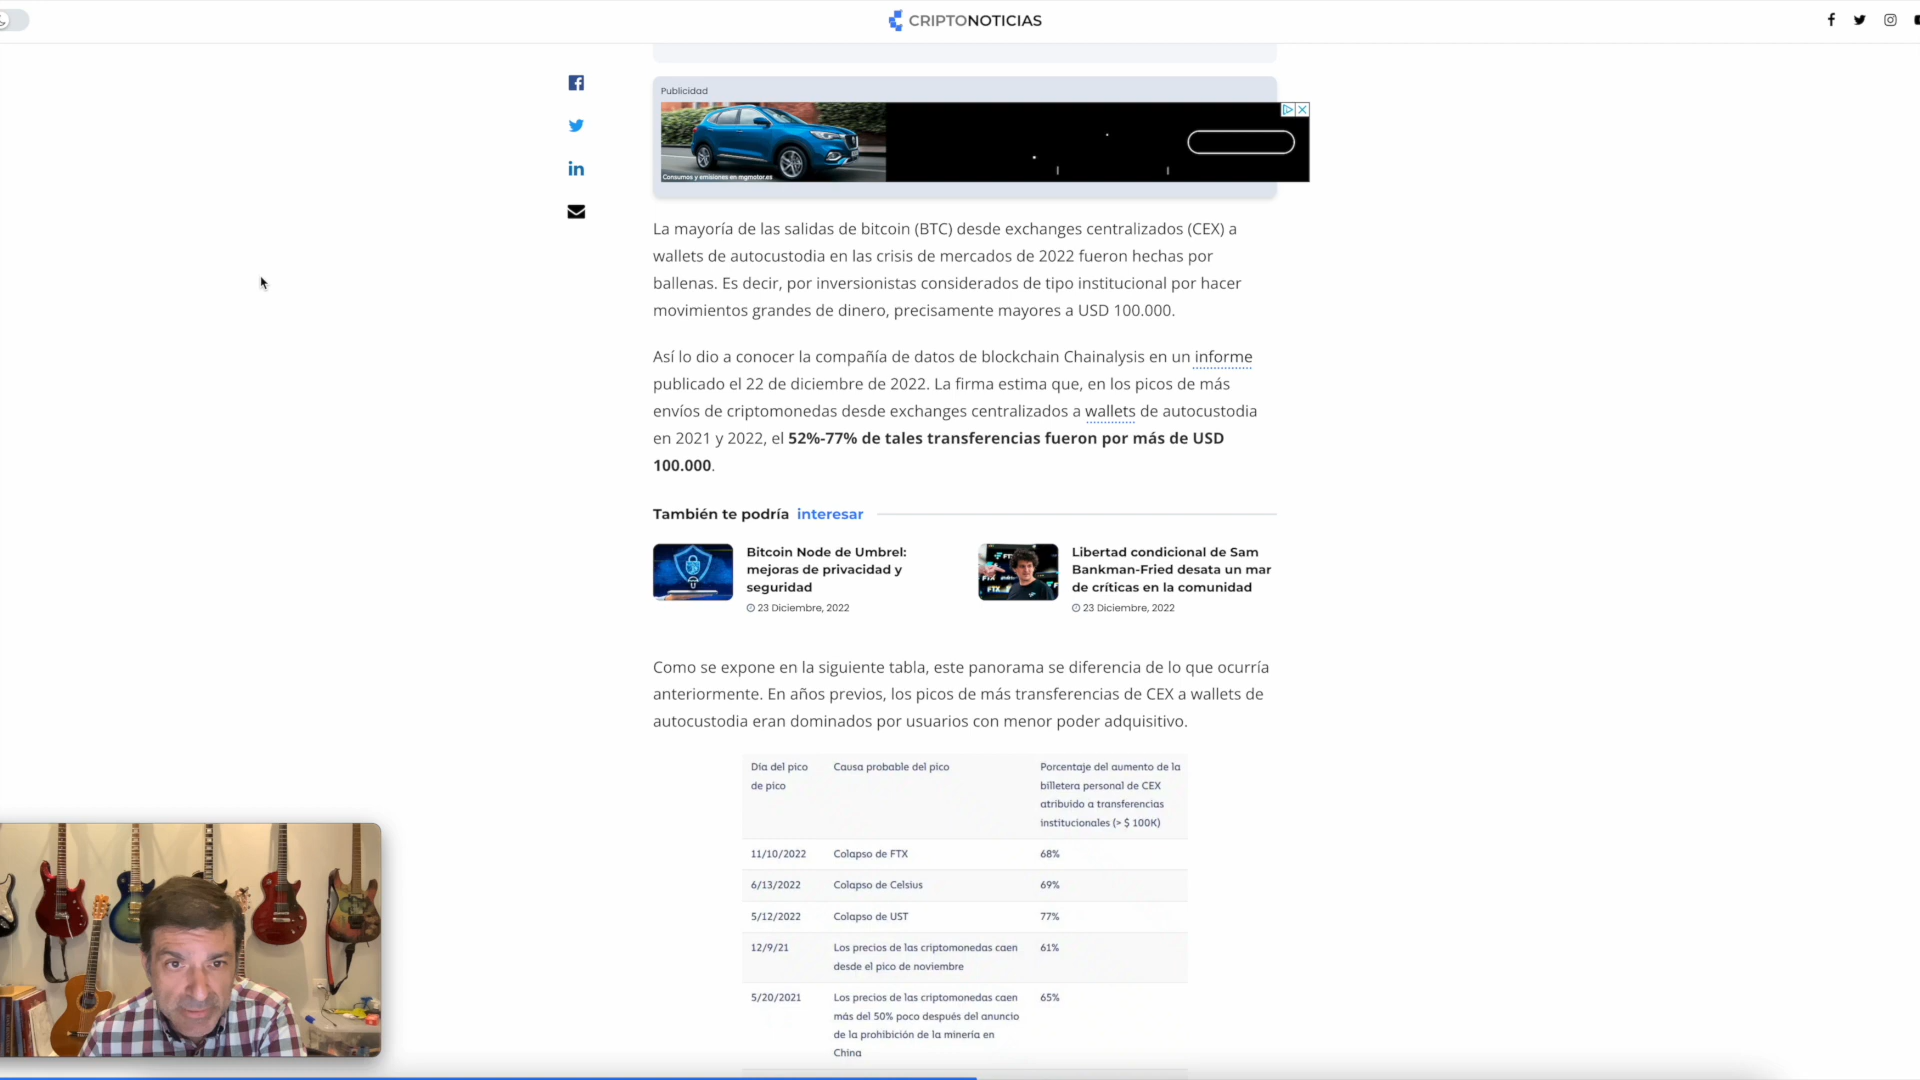 CRIPTONOTICIAS
Publicidad
Consumos y emisiones en mgmotor.es
La mayoría de las salidas de bitcoin (BTC) desde exchanges centralizados (CEX) a
wallets de autocustodia en las crisis de mercados de 2022 fueron hechas por
ballenas. Es decir, por inversionistas considerados de tipo institucional por hacer
movimientos grandes de dinero, precisamente mayores a USD 100.000.
Así lo dio a conocer la compañía de datos de blockchain Chainalysis en un informe
publicado el 22 de diciembre de 2022. La firma estima que, en los picos de más
envíos de criptomonedas desde exchanges centralizados a wallets de autocustodia
en 2021 y 2022, el 52%-77% de tales transferencias fueron por más de USD
100.000.
También te podría interesar
Bitcoin Node de Umbrel:
mejoras de privacidad y
seguridad
23 Diciembre, 2022
Libertad condicional de Sam
Bankman-Fried desata un mar
de críticas en la comunidad
23 Diciembre, 2022
Como se expone en la siguiente tabla, este panorama se diferencia de lo que ocurría
anteriormente. En años previos, los picos de más transferencias de CEX a wallets de
autocustodia eran dominados por usuarios con menor poder adquisitivo.
Día del pico
de pico
Causa probable del pico
Porcentaje del aumento de la
billetera personal de CEX
atribuido a transferencias
institucionales (> $ 100K)
11/10/2022 Colapso de FTX 68%
6/13/2022 Colapso de Celsius 69%
5/12/2022 Colapso de UST 77%
12/9/21 Los precios de las criptomonedas caen 61%
desde el pico de noviembre
5/20/2021 Los precios de las criptomonedas caen 65%
más del 50% poco después del anuncio
de la prohibición de la minería en
China